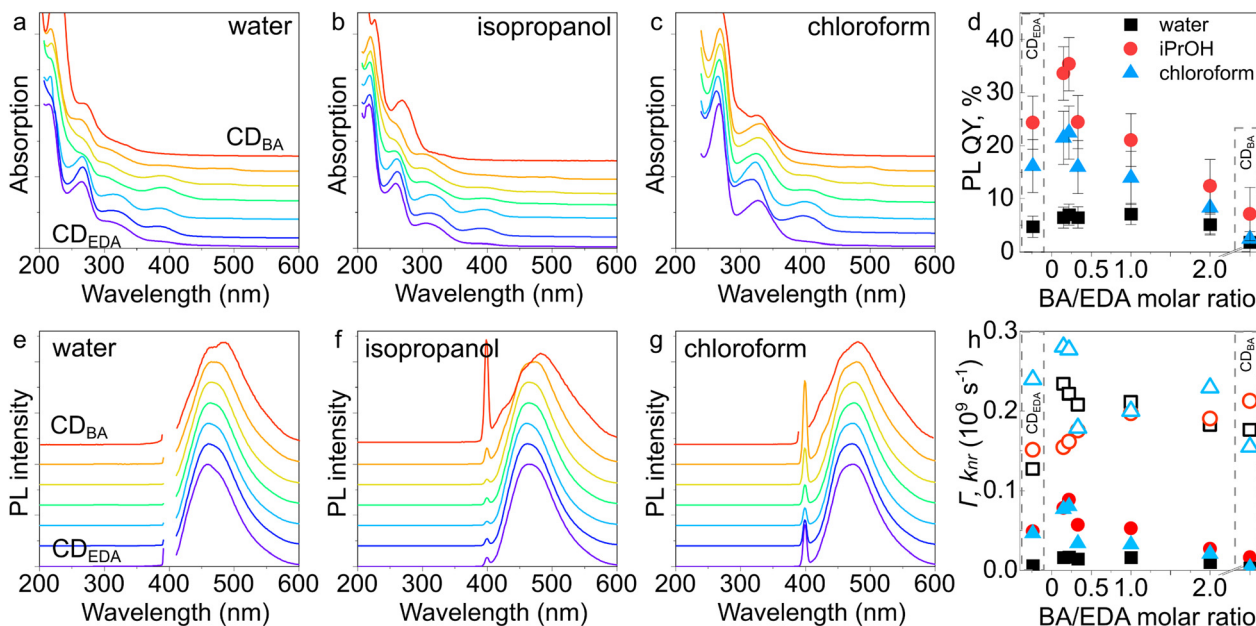 a water
Absorption
CD_BA
CD_EDA
200 300 400 500 600
Wavelength (nm)
b isopropanol
Absorption
200 300 400 500 600
Wavelength (nm)
c chloroform
Absorption
200 300 400 500 600
Wavelength (nm)
d
CD_EDA
water
iPrOH
chloroform
CD_BA
PL QY, %
40
30
20
10
0
0 0.5 1.0 2.0
BA/EDA molar ratio
e water
PL intensity
CD_BA
CD_EDA
200 300 400 500 600
Wavelength (nm)
f isopropanol
PL intensity
200 300 400 500 600
Wavelength (nm)
g chloroform
PL intensity
200 300 400 500 600
Wavelength (nm)
h
CD_EDA
CD_BA
Γ, k_nr (10⁹ s⁻¹)
0.3
0.2
0.1
0.0
0 0.5 1.0 2.0
BA/EDA molar ratio